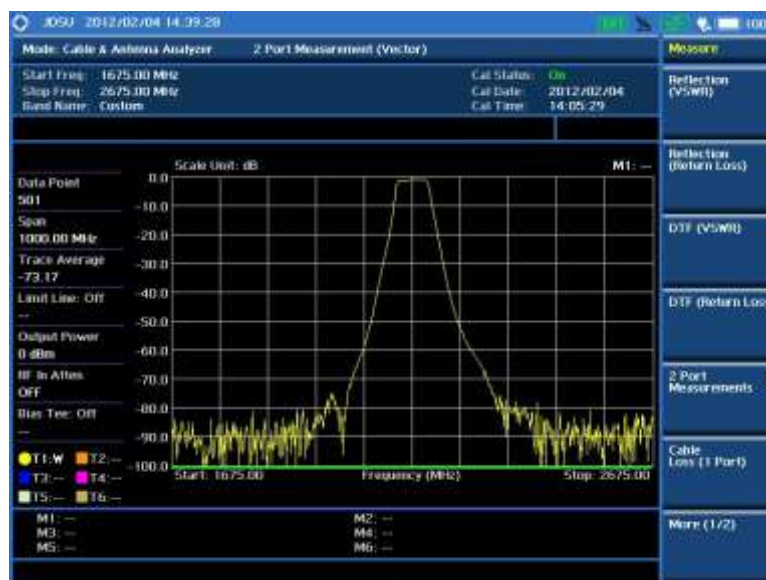 JDSU 2012/02/04 14:39:28
100
Mode: Cable & Antenna Analyzer 2 Port Measurement (Vector)
Measure
Start Freq: 1675.00 MHz
Stop Freq: 2675.00 MHz
Band Name: Custom
Cal Status: On
Cal Date: 2012/02/04
Cal Time: 14:05:29
Reflection
(VSWR)
Reflection
(Return Loss)
DTF (VSWR)
DTF (Return Los
2 Port
Measurements
Cable
Loss (1 Port)
More (1/2)
Scale Unit: dB
M1: --
Data Point
501
Span
1000.00 MHz
Trace Average
-73.17
Limit Line: Off
--
Output Power
0 dBm
RF In Atten
OFF
Bias Tee: Off
--
T1:W T2:--
T3:-- T4:--
T5:-- T6:--
0.0
-10.0
-20.0
-30.0
-40.0
-50.0
-60.0
-70.0
-80.0
-90.0
-100.0
Start: 1675.00 Frequency (MHz) Stop: 2675.00
M1: -- M2: --
M3: -- M4: --
M5: -- M6: --